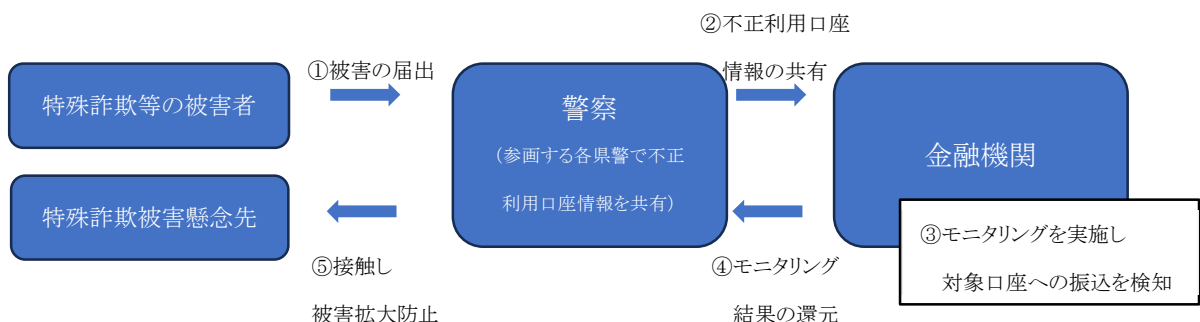 ②不正利用口座
情報の共有
①被害の届出
特殊詐欺等の被害者
警察
(参画する各県警で不正
利用口座情報を共有)
金融機関
特殊詐欺被害懸念先
③モニタリングを実施し
対象口座への振込を検知
④モニタリング
結果の還元
⑤接触し
被害拡大防止